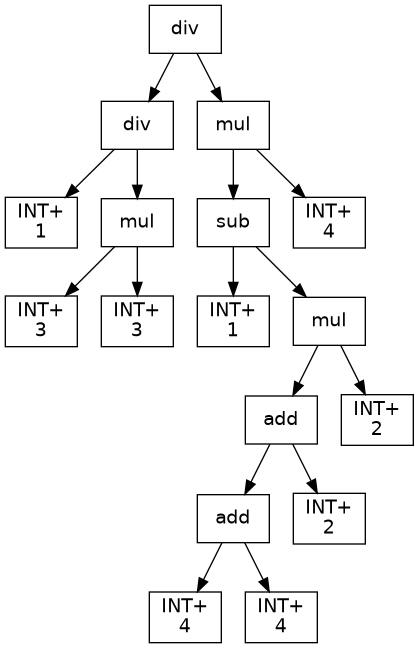 div
div
mul
INT+
1
mul
sub
INT+
4
INT+
3
INT+
3
INT+
1
mul
add
INT+
2
add
INT+
2
INT+
4
INT+
4